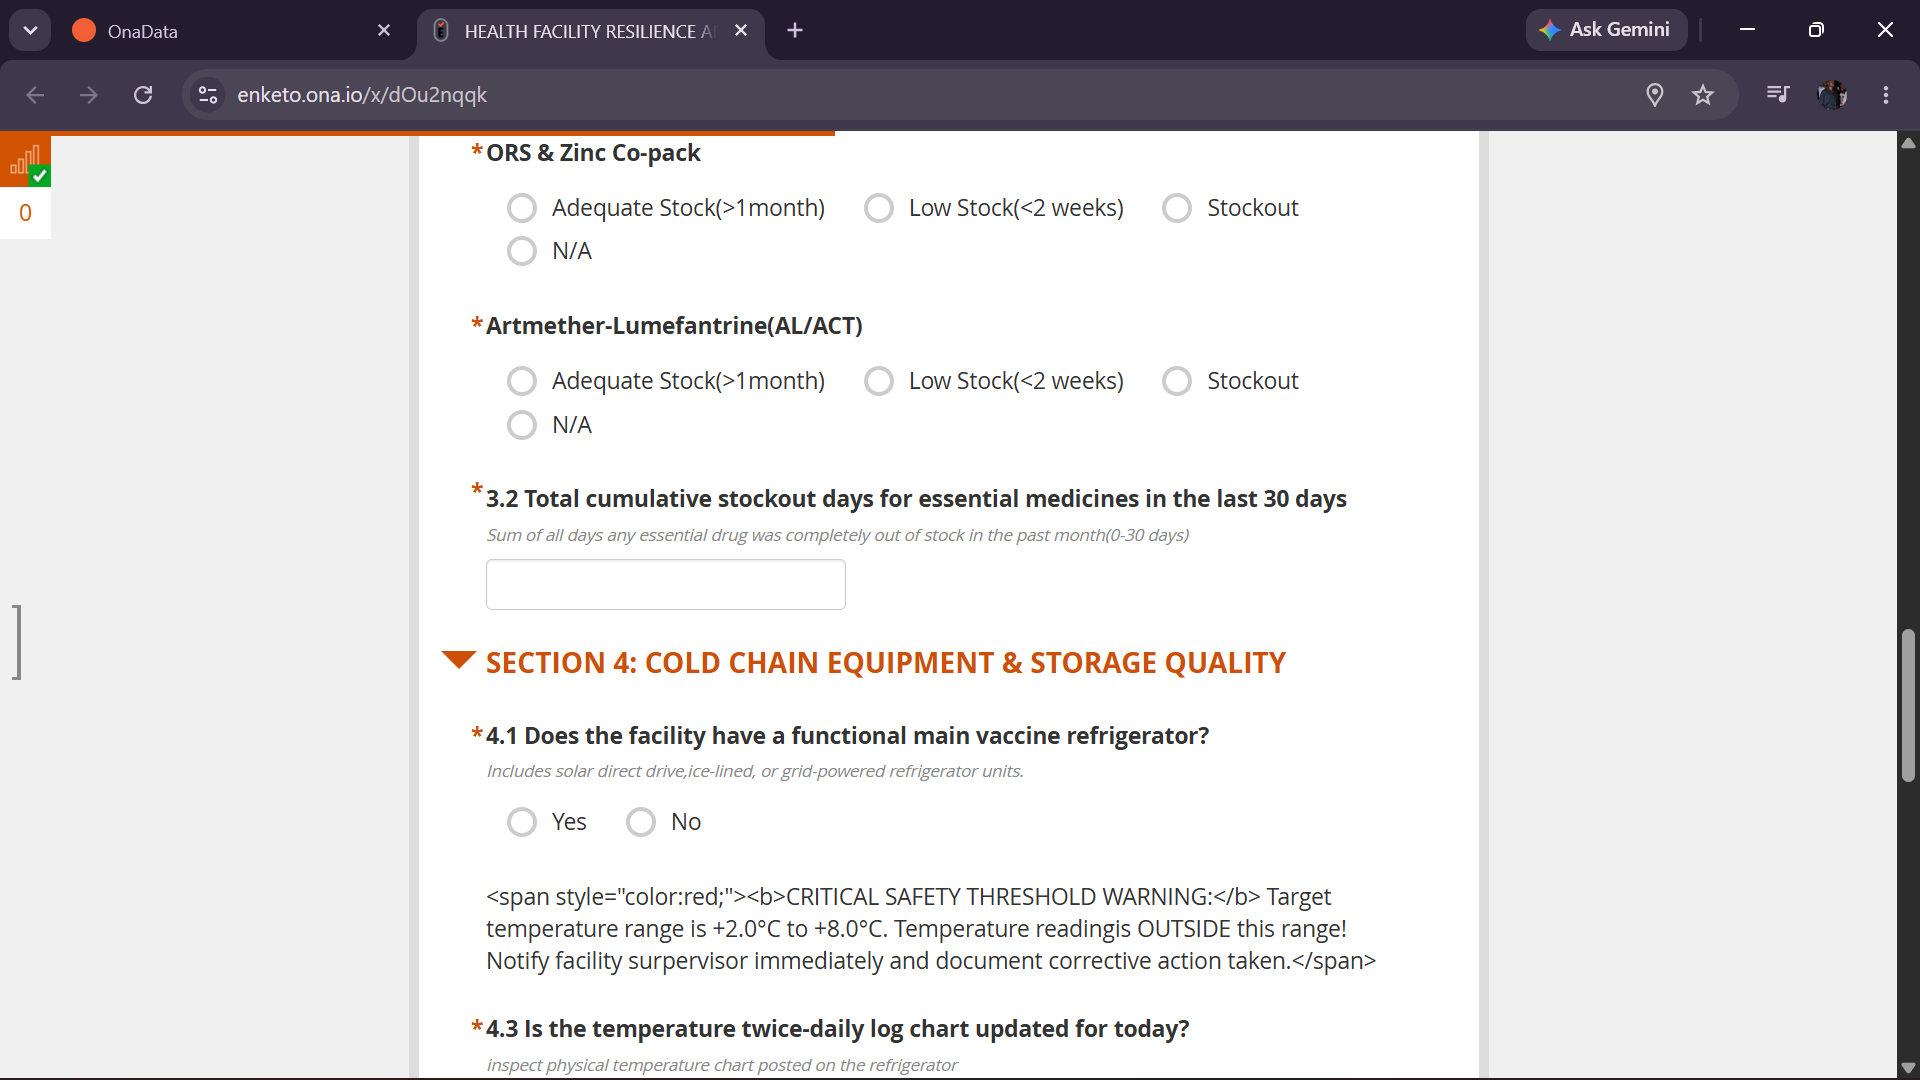 OnaData
HEALTH FACILITY RESILIENCE A
Ask Gemini
enketo.ona.io/x/dOu2nqqk
0
*ORS & Zinc Co-pack
Adequate Stock(>1month) Low Stock(<2 weeks) Stockout
N/A
*Artmether-Lumefantrine(AL/ACT)
Adequate Stock(>1month) Low Stock(<2 weeks) Stockout
N/A
*3.2 Total cumulative stockout days for essential medicines in the last 30 days
Sum of all days any essential drug was completely out of stock in the past month(0-30 days)
SECTION 4: COLD CHAIN EQUIPMENT & STORAGE QUALITY
*4.1 Does the facility have a functional main vaccine refrigerator?
Includes solar direct drive,ice-lined, or grid-powered refrigerator units.
Yes No
<span style="color:red;"><b>CRITICAL SAFETY THRESHOLD WARNING:</b> Target
temperature range is +2.0°C to +8.0°C. Temperature readingis OUTSIDE this range!
Notify facility surpervisor immediately and document corrective action taken.</span>
*4.3 Is the temperature twice-daily log chart updated for today?
inspect physical temperature chart posted on the refrigerator